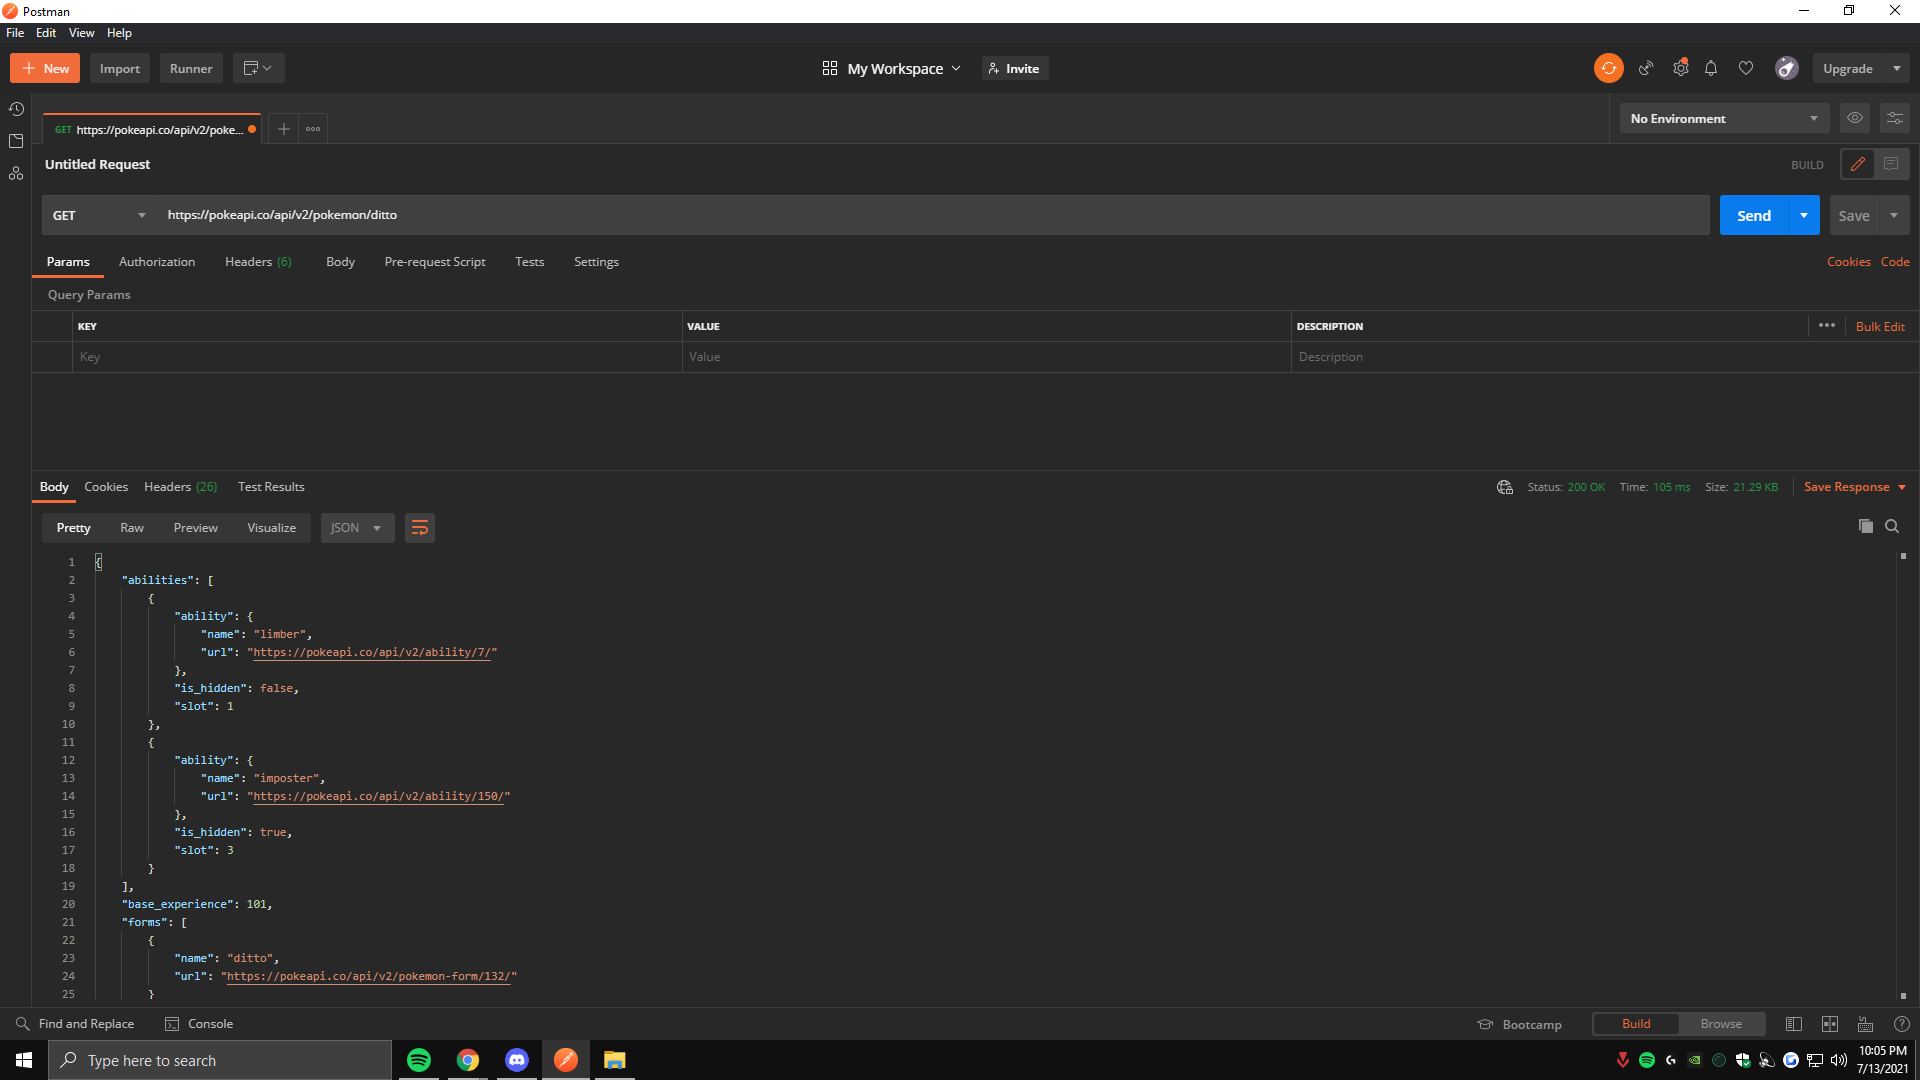 Postman
File Edit View Help
New Import Runner My Workspace Invite Upgrade
GET https://pokeapi.co/api/v2/poke... No Environment
Untitled Request BUILD
GET https://pokeapi.co/api/v2/pokemon/ditto Send Save
Params Authorization Headers (6) Body Pre-request Script Tests Settings Cookies Code
Query Params
KEY VALUE DESCRIPTION ••• Bulk Edit
Key Value Description
Body Cookies Headers (26) Test Results Status: 200 OK Time: 105 ms Size: 21.29 KB Save Response
Pretty Raw Preview Visualize JSON
1 {
2 "abilities": [
3 {
4 "ability": {
5 "name": "limber",
6 "url": "https://pokeapi.co/api/v2/ability/7/"
7 },
8 "is_hidden": false,
9 "slot": 1
10 },
11 {
12 "ability": {
13 "name": "imposter",
14 "url": "https://pokeapi.co/api/v2/ability/150/"
15 },
16 "is_hidden": true,
17 "slot": 3
18 }
19 ],
20 "base_experience": 101,
21 "forms": [
22 {
23 "name": "ditto",
24 "url": "https://pokeapi.co/api/v2/pokemon-form/132/"
25 }
Find and Replace Console Bootcamp Build Browse
Type here to search 10:05 PM
7/13/2021